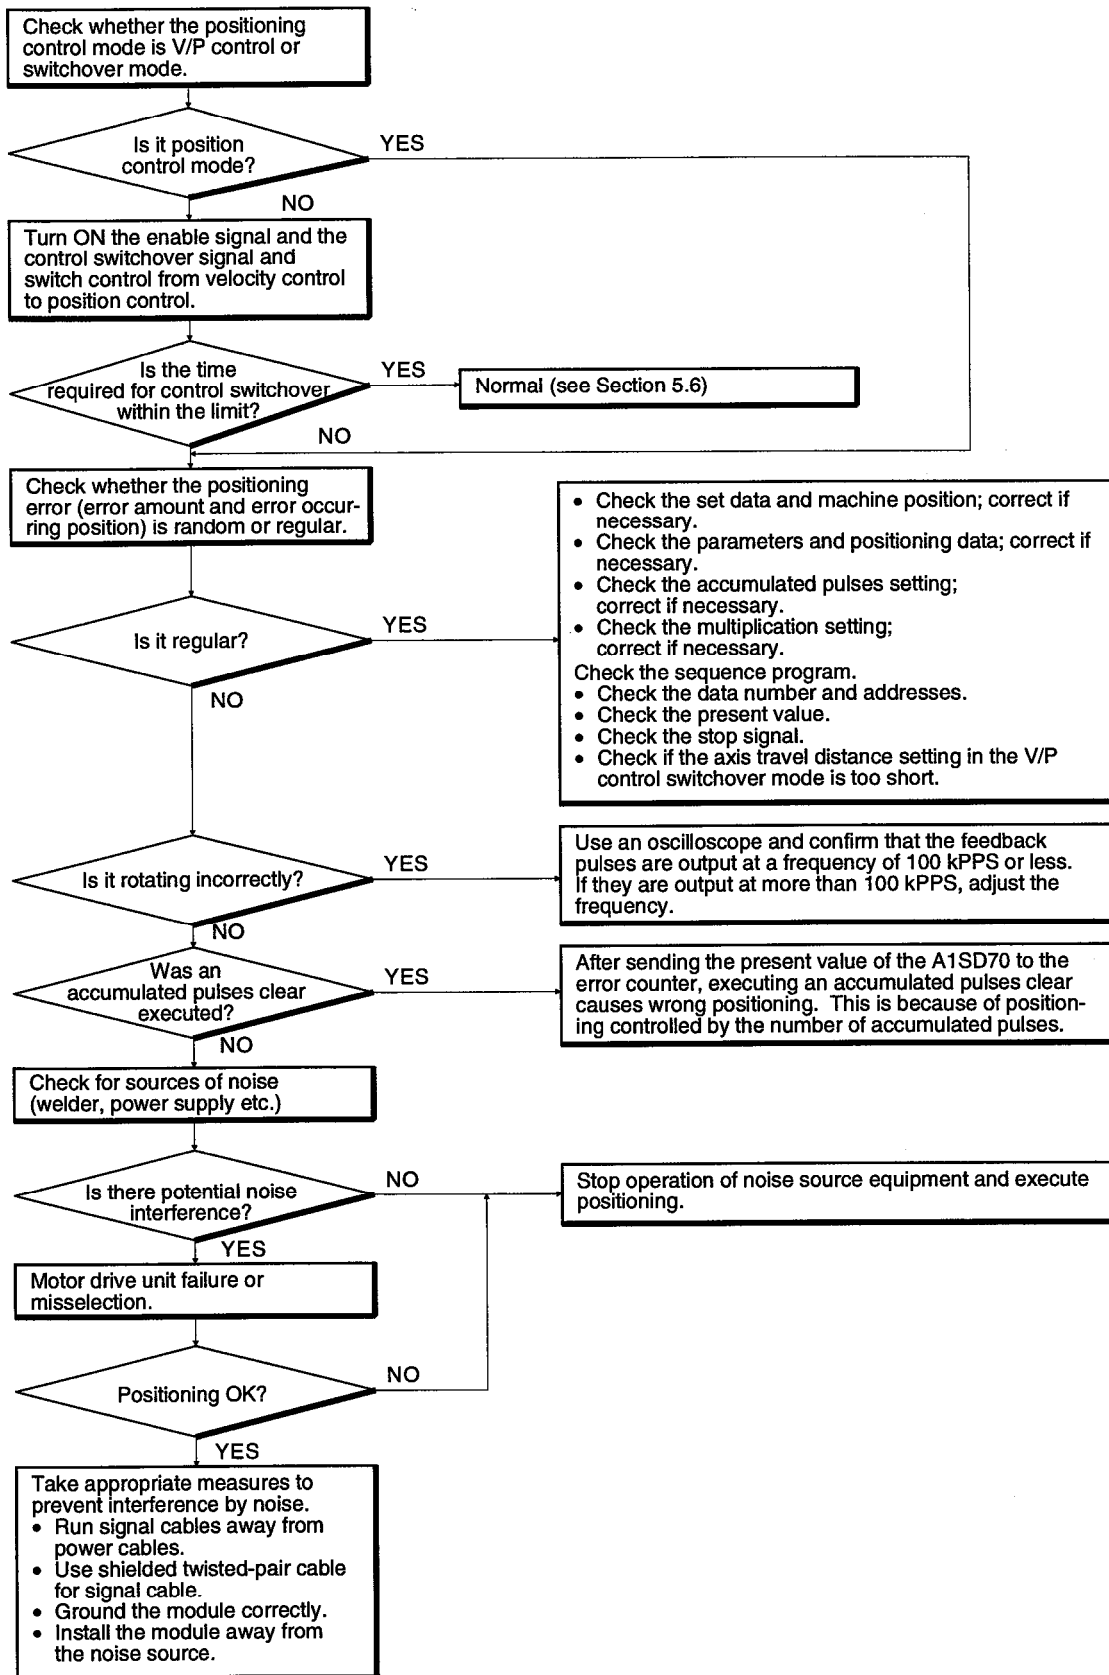 Check whether the positioning
control mode is V/P control or
switchover mode.
Is it position
control mode?
YES
NO
Turn ON the enable signal and the
control switchover signal and
switch control from velocity control
to position control.
Is the time
required for control switchover
within the limit?
YES
Normal (see Section 5.6)
NO
Check whether the positioning
error (error amount and error occur-
ring position) is random or regular.
Is it regular?
YES
• Check the set data and machine position; correct if
necessary.
• Check the parameters and positioning data; correct if
necessary.
• Check the accumulated pulses setting;
correct if necessary.
• Check the multiplication setting;
correct if necessary.
Check the sequence program.
• Check the data number and addresses.
• Check the present value.
• Check the stop signal.
• Check if the axis travel distance setting in the V/P
control switchover mode is too short.
NO
Is it rotating incorrectly?
YES
Use an oscilloscope and confirm that the feedback
pulses are output at a frequency of 100 kPPS or less.
If they are output at more than 100 kPPS, adjust the
frequency.
NO
Was an
accumulated pulses clear
executed?
YES
After sending the present value of the A1SD70 to the
error counter, executing an accumulated pulses clear
causes wrong positioning. This is because of position-
ing controlled by the number of accumulated pulses.
NO
Check for sources of noise
(welder, power supply etc.)
Is there potential noise
interference?
NO
Stop operation of noise source equipment and execute
positioning.
YES
Motor drive unit failure or
misselection.
Positioning OK?
NO
YES
Take appropriate measures to
prevent interference by noise.
• Run signal cables away from
power cables.
• Use shielded twisted-pair cable
for signal cable.
• Ground the module correctly.
• Install the module away from
the noise source.